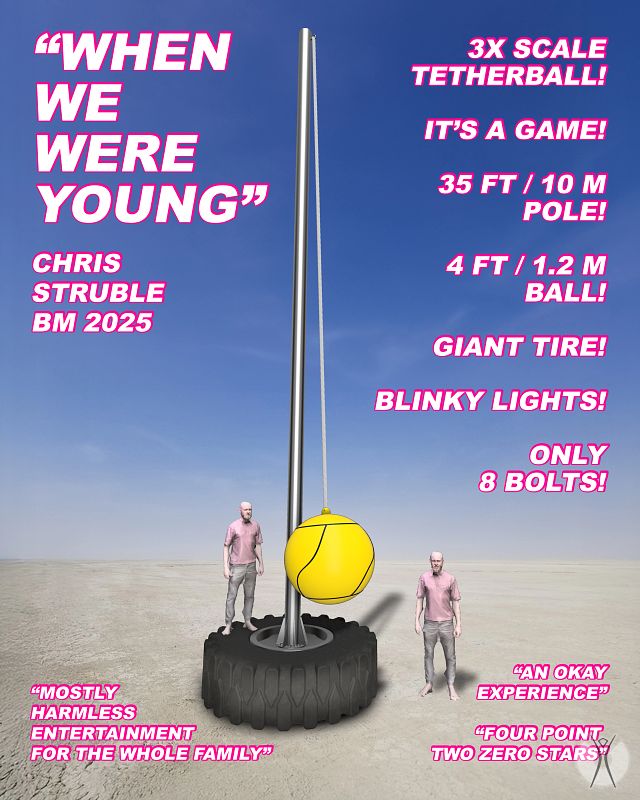 “WHEN
WE
WERE
YOUNG”
CHRIS
STRUBLE
BM 2025
3X SCALE
TETHERBALL!
IT’S A GAME!
35 FT / 10 M
POLE!
4 FT / 1.2 M
BALL!
GIANT TIRE!
BLINKY LIGHTS!
ONLY
8 BOLTS!
“MOSTLY
HARMLESS
ENTERTAINMENT
FOR THE WHOLE FAMILY”
“AN OKAY
EXPERIENCE”
“FOUR POINT
TWO ZERO STARS”